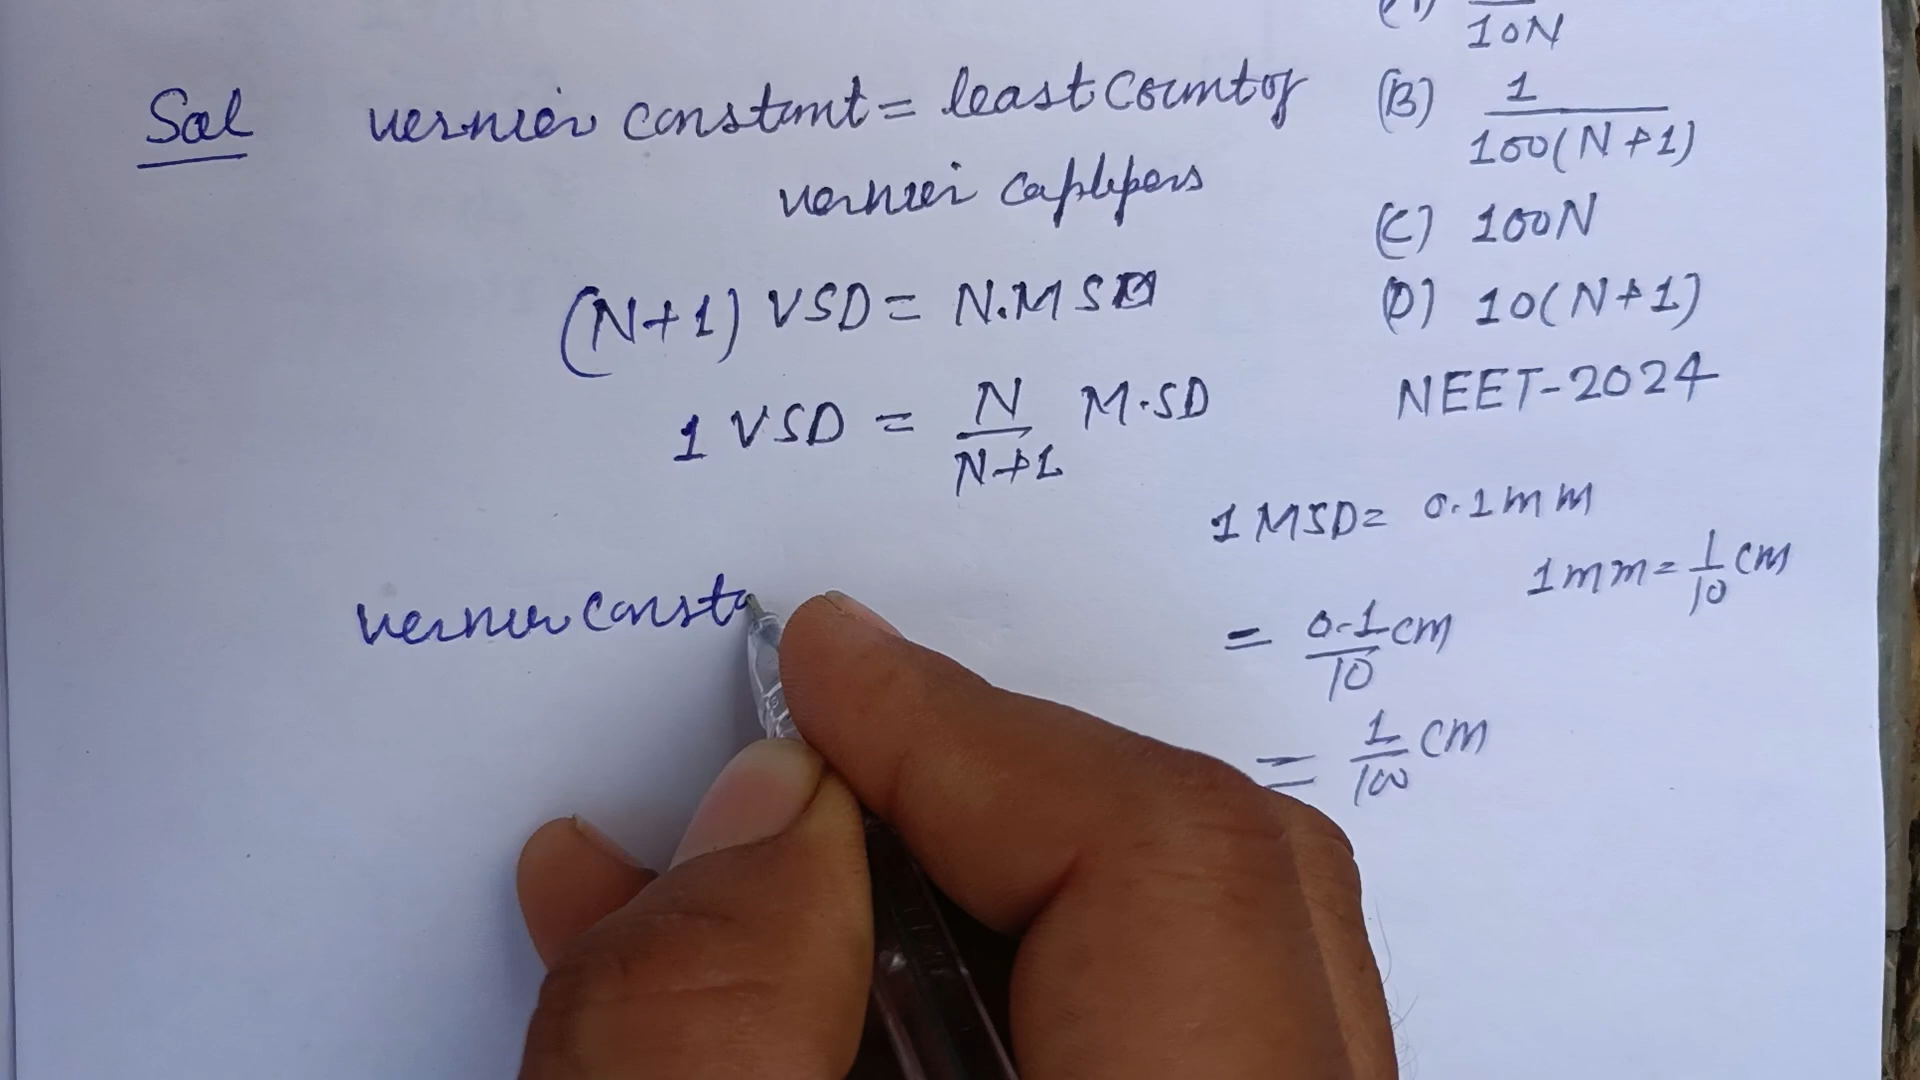 (A) 1/10N
Sol vernier constant = least count of
vernier caplipers
(B) 1/100(N+1)
(C) 100N
(D) 10(N+1)
NEET-2024
(N+1) VSD = N.MSD
1 VSD = N/N+1 M.SD
1 MSD = 0.1mm
1mm = 1/10 cm
= 0.1/10 cm
= 1/100 cm
vernier consta